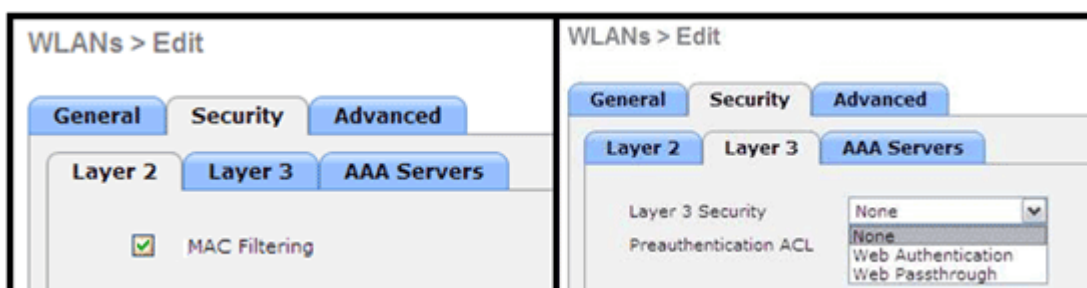 WLANs > Edit
General Security Advanced
Layer 2 Layer 3 AAA Servers
MAC Filtering
WLANs > Edit
General Security Advanced
Layer 2 Layer 3 AAA Servers
Layer 3 Security None
None
Preauthentication ACL
Web Authentication
Web Passthrough